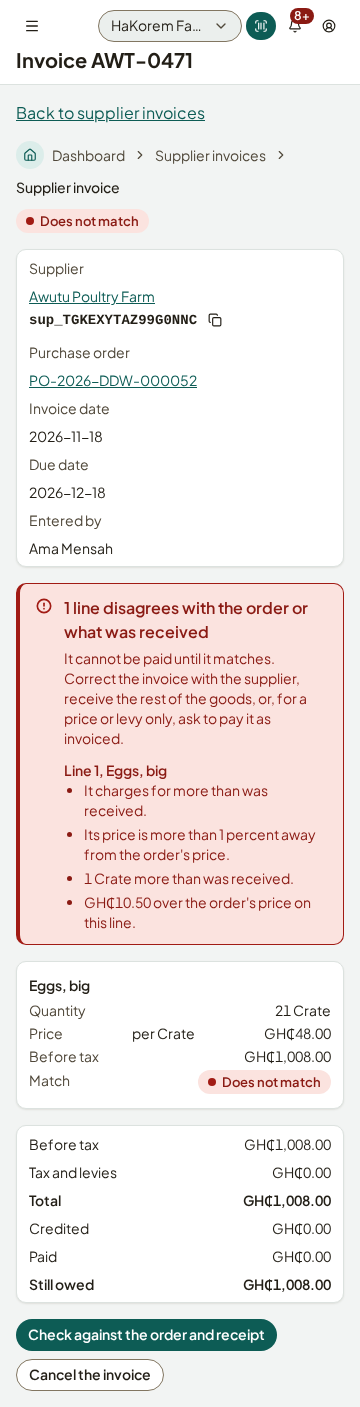 HaKorem Fa...
8+
Invoice AWT-0471
Back to supplier invoices
Dashboard
Supplier invoices
Supplier invoice
Does not match
Supplier
Awutu Poultry Farm
sup_TGKEXYTAZ99G0NNC
Purchase order
PO-2026-DDW-000052
Invoice date
2026-11-18
Due date
2026-12-18
Entered by
Ama Mensah
1 line disagrees with the order or
what was received
It cannot be paid until it matches.
Correct the invoice with the supplier,
receive the rest of the goods, or, for a
price or levy only, ask to pay it as
invoiced.
Line 1, Eggs, big
It charges for more than was
received.
Its price is more than 1 percent away
from the order's price.
1 Crate more than was received.
GH₵10.50 over the order's price on
this line.
Eggs, big
Quantity 21 Crate
Price per Crate GH₵48.00
Before tax GH₵1,008.00
Match Does not match
Before tax GH₵1,008.00
Tax and levies GH₵0.00
Total GH₵1,008.00
Credited GH₵0.00
Paid GH₵0.00
Still owed GH₵1,008.00
Check against the order and receipt
Cancel the invoice